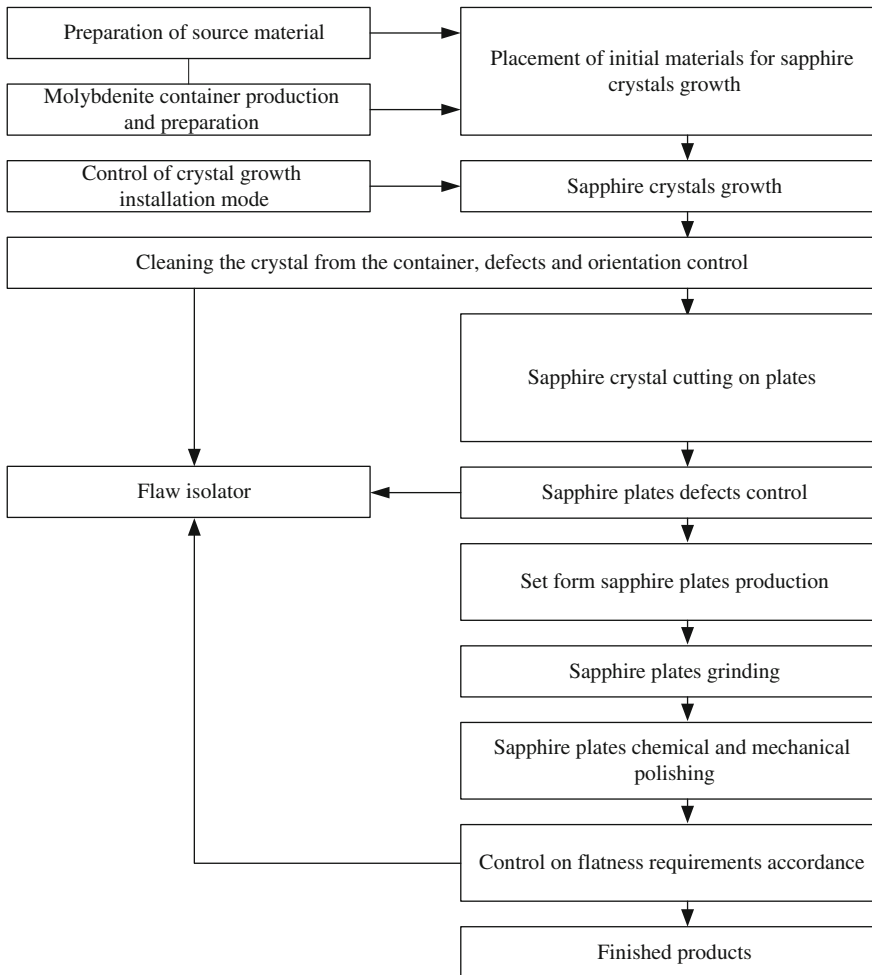 Preparation of source material
Placement of initial materials for sapphire
crystals growth
Molybdenite container production
and preparation
Control of crystal growth
installation mode
Sapphire crystals growth
Cleaning the crystal from the container, defects and orientation control
Sapphire crystal cutting on plates
Flaw isolator
Sapphire plates defects control
Set form sapphire plates production
Sapphire plates grinding
Sapphire plates chemical and mechanical
polishing
Control on flatness requirements accordance
Finished products